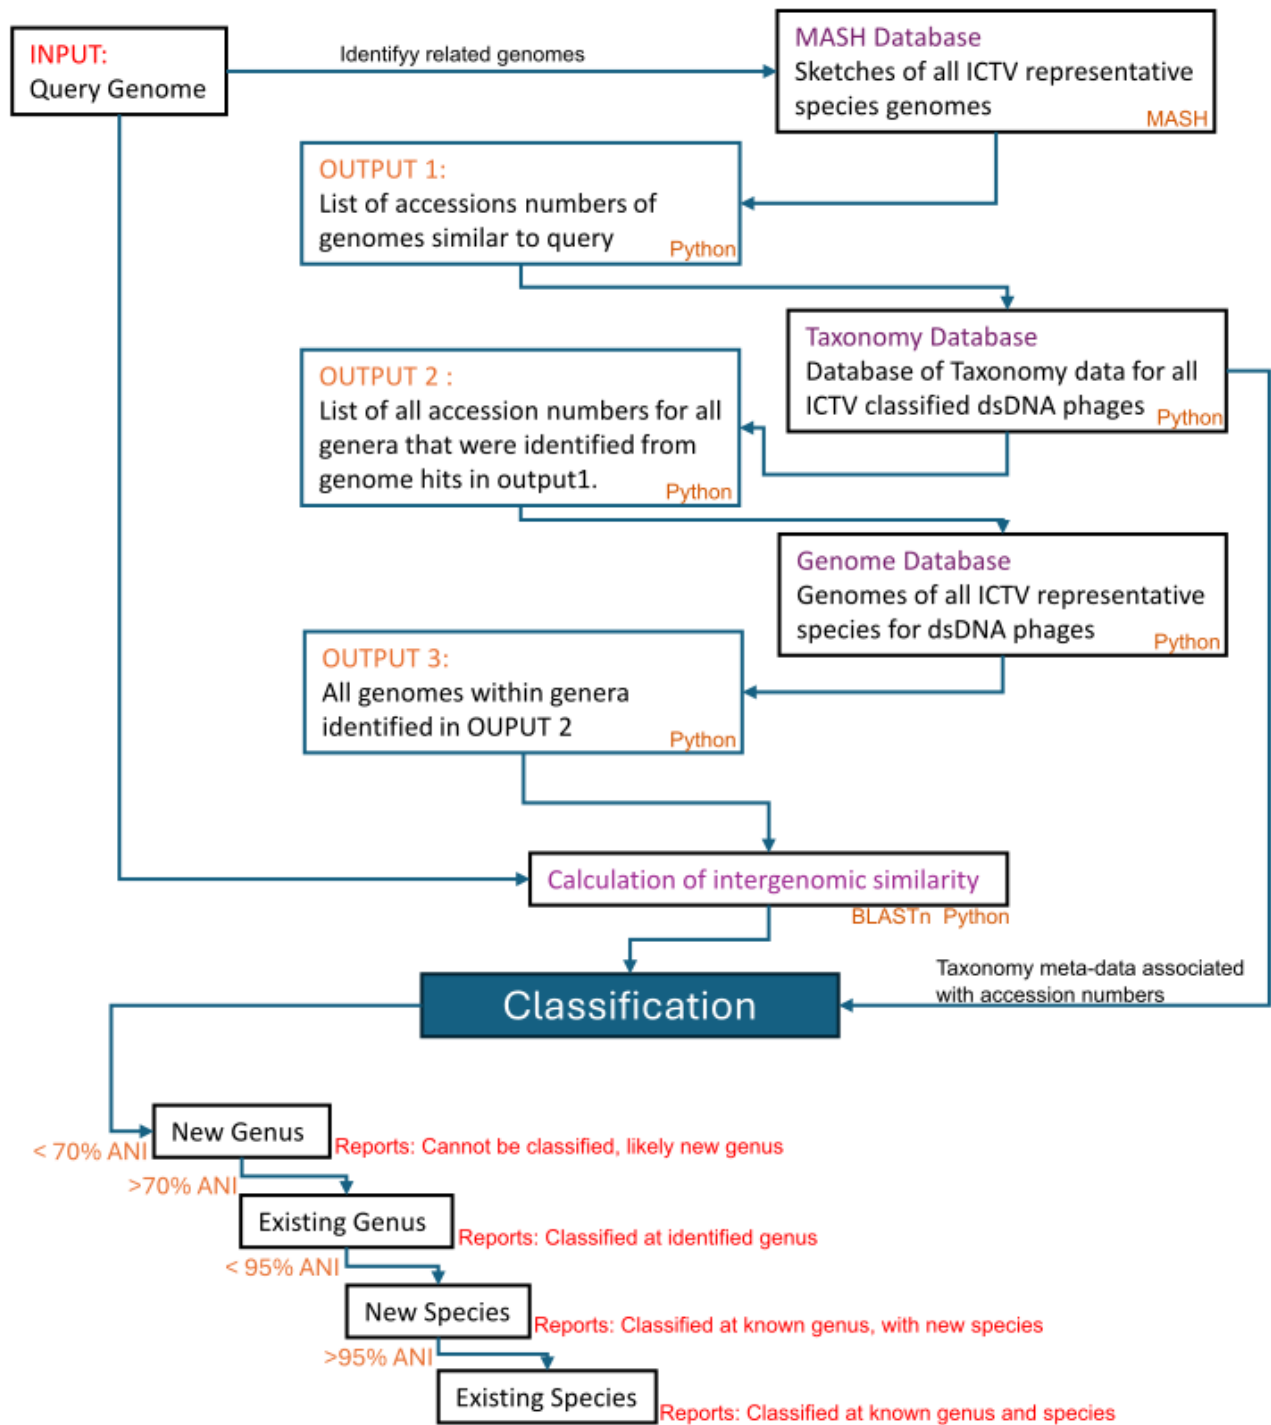 INPUT:
Query Genome
Identifyy related genomes
MASH Database
Sketches of all ICTV representative
species genomes
MASH
OUTPUT 1:
List of accessions numbers of
genomes similar to query
Python
Taxonomy Database
Database of Taxonomy data for all
ICTV classified dsDNA phages
Python
OUTPUT 2 :
List of all accession numbers for all
genera that were identified from
genome hits in output1.
Python
Genome Database
Genomes of all ICTV representative
species for dsDNA phages
Python
OUTPUT 3:
All genomes within genera
identified in OUPUT 2
Python
Calculation of intergenomic similarity
BLASTn Python
Taxonomy meta-data associated
with accession numbers
Classification
New Genus
< 70% ANI
Reports: Cannot be classified, likely new genus
>70% ANI
Existing Genus
Reports: Classified at identified genus
< 95% ANI
New Species
Reports: Classified at known genus, with new species
>95% ANI
Existing Species
Reports: Classified at known genus and species